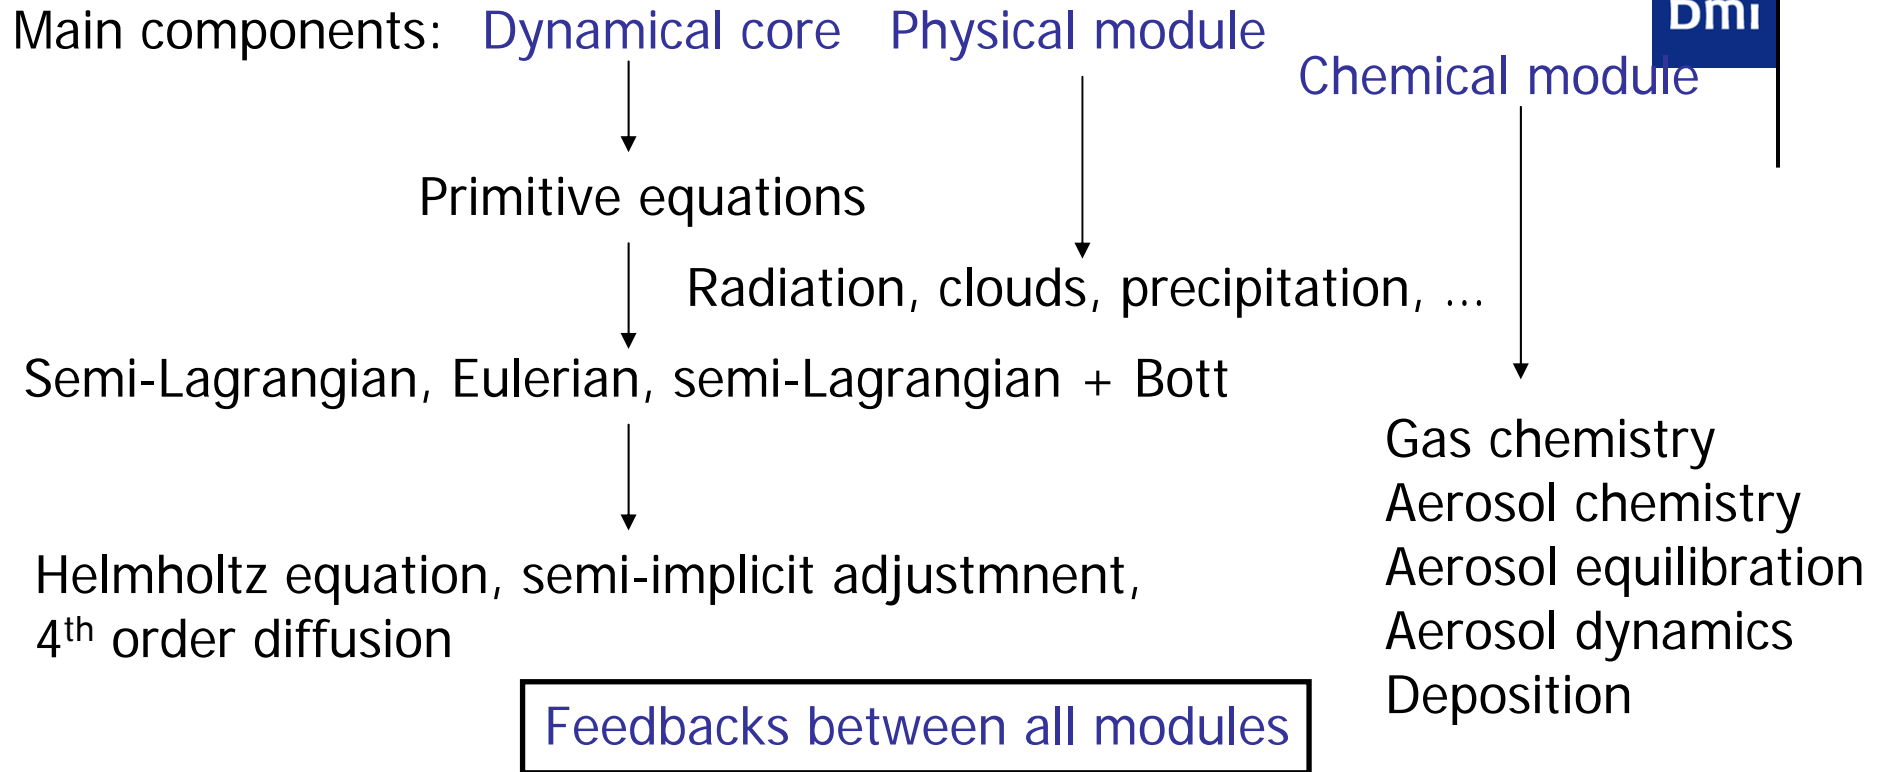 Main components: Dynamical core Physical module
Chemical module
dmi
Primitive equations
Radiation, clouds, precipitation, ...
Semi-Lagrangian, Eulerian, semi-Lagrangian + Bott
Helmholtz equation, semi-implicit adjustmnent,
4th order diffusion
Gas chemistry
Aerosol chemistry
Aerosol equilibration
Aerosol dynamics
Deposition
Feedbacks between all modules